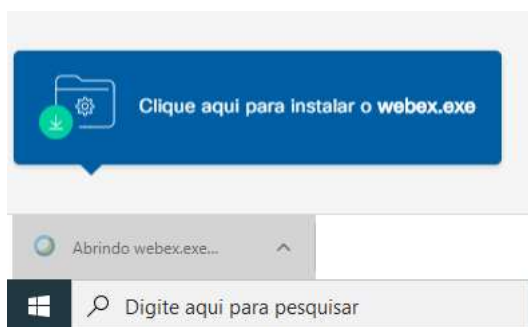 Clique aqui para instalar o webex.exe
Abrindo webex.exe...
Digite aqui para pesquisar